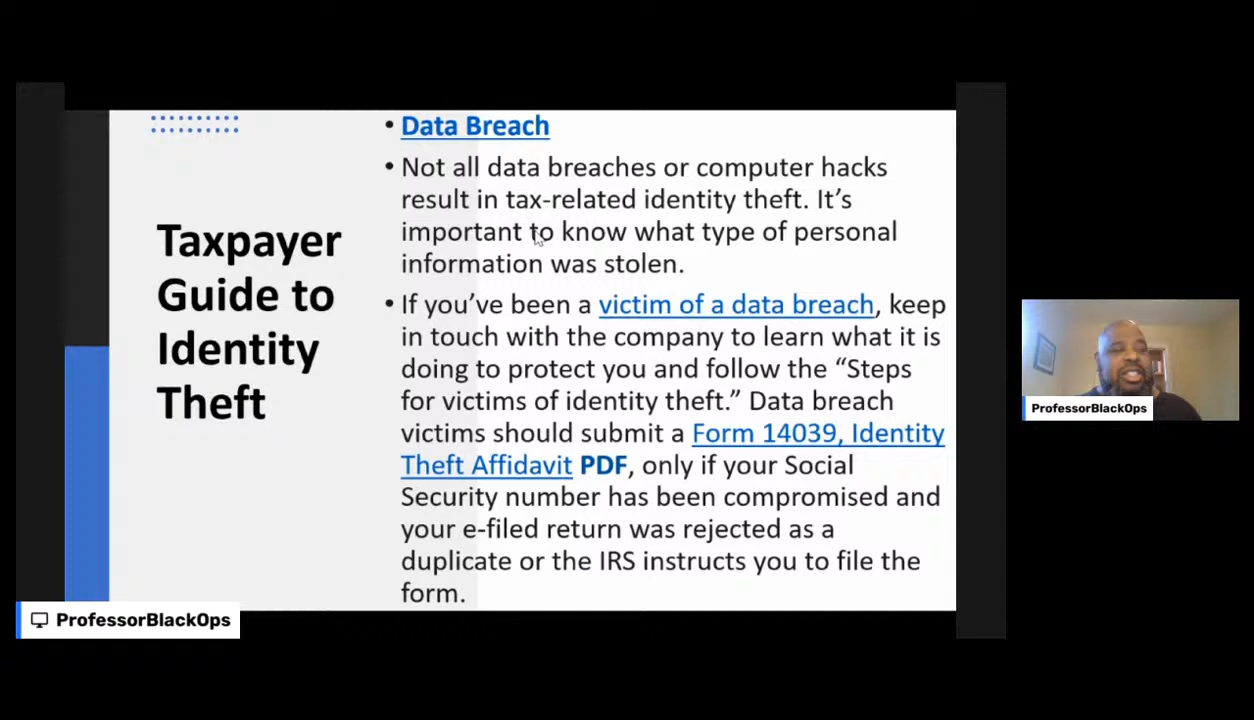 Taxpayer
Guide to
Identity
Theft
• Data Breach
• Not all data breaches or computer hacks
result in tax-related identity theft. It’s
important to know what type of personal
information was stolen.
• If you’ve been a victim of a data breach, keep
in touch with the company to learn what it is
doing to protect you and follow the “Steps
for victims of identity theft.” Data breach
victims should submit a Form 14039, Identity
Theft Affidavit PDF, only if your Social
Security number has been compromised and
your e-filed return was rejected as a
duplicate or the IRS instructs you to file the
form.
ProfessorBlackOps
ProfessorBlackOps